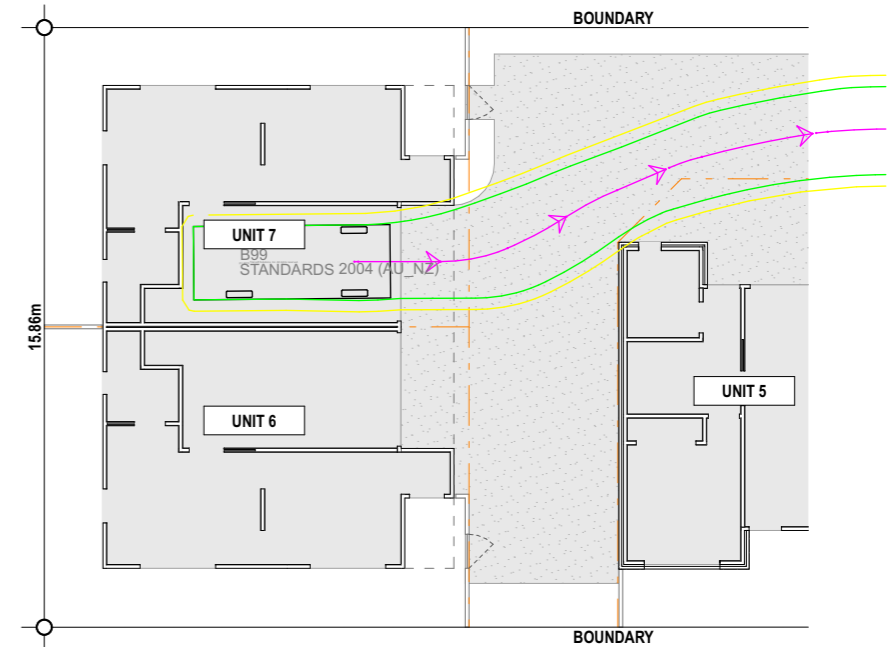 BOUNDARY
UNIT 7
B99
STANDARDS 2004 (AU_NZ)
15.86m
UNIT 5
UNIT 6
BOUNDARY